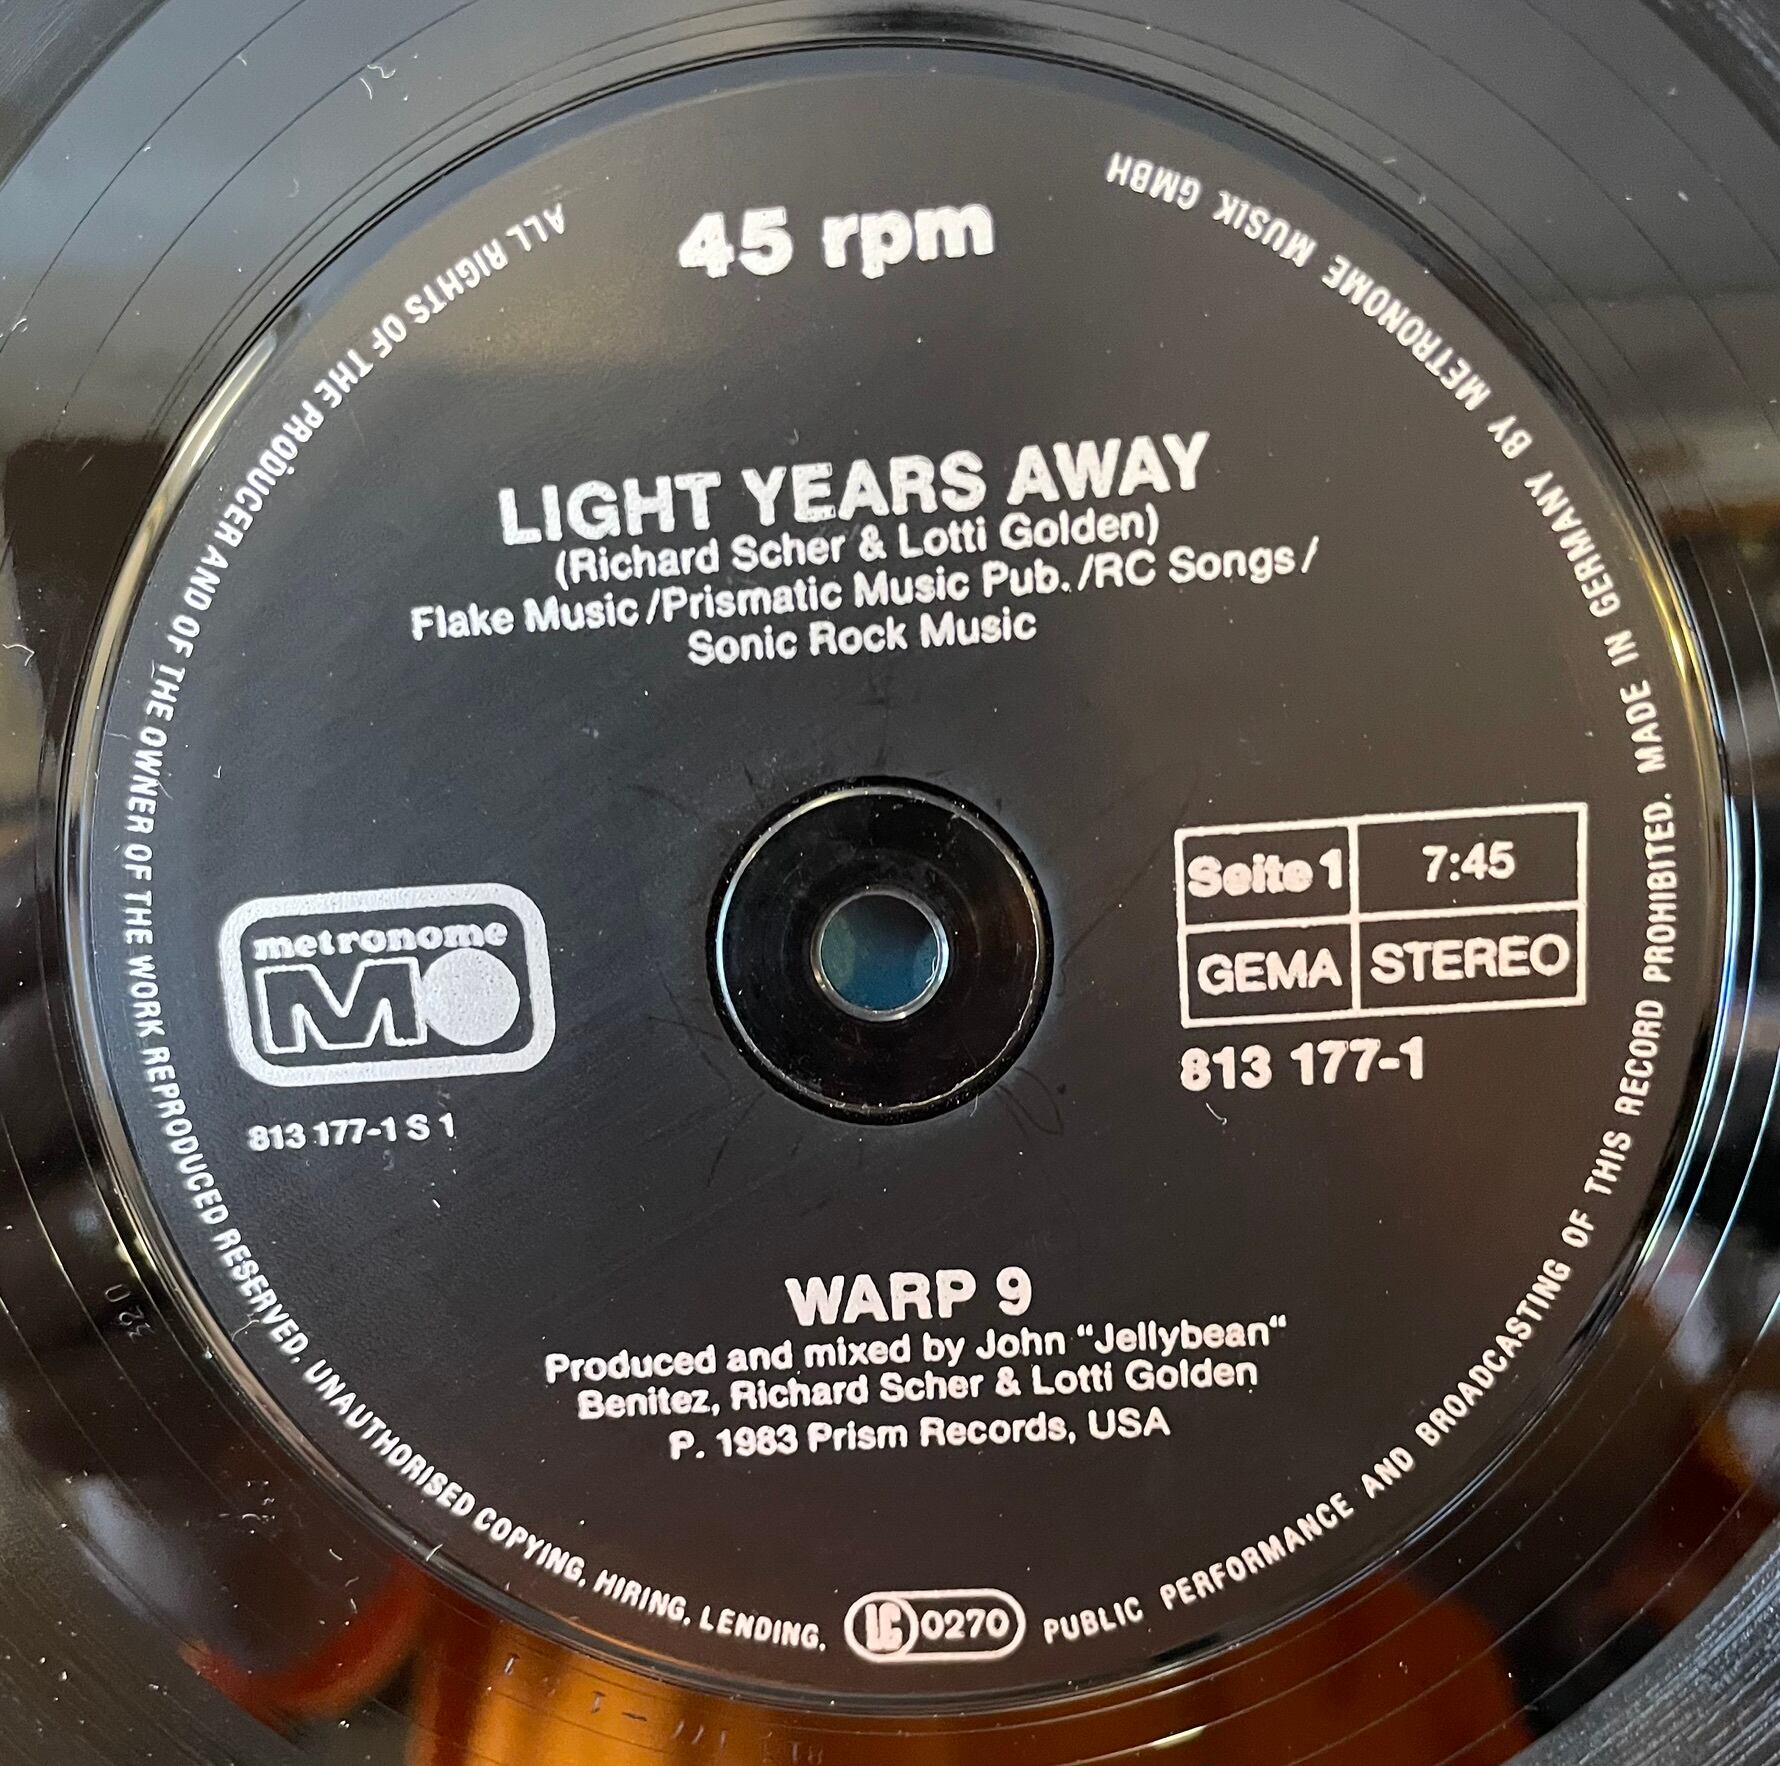 45 rpm
LIGHT YEARS AWAY
(Richard Scher & Lotti Golden)
Flake Music/Prismatic Music Pub./RC Songs/
Sonic Rock Music
metronome
MO
813 177-1 S 1
Seite 1 7:45
GEMA STEREO
813 177-1
WARP 9
Produced and mixed by John “Jellybean“
Benitez, Richard Scher & Lotti Golden
P. 1983 Prism Records, USA
ALL RIGHTS OF THE PRODUCER AND OF THE OWNER OF THE WORK REPRODUCED RESERVED. UNAUTHORISED COPYING, HIRING, LENDING, LC 0270 PUBLIC PERFORMANCE AND BROADCASTING OF THIS RECORD PROHIBITED. MADE IN GERMANY BY METRONOME MUSIK GMBH